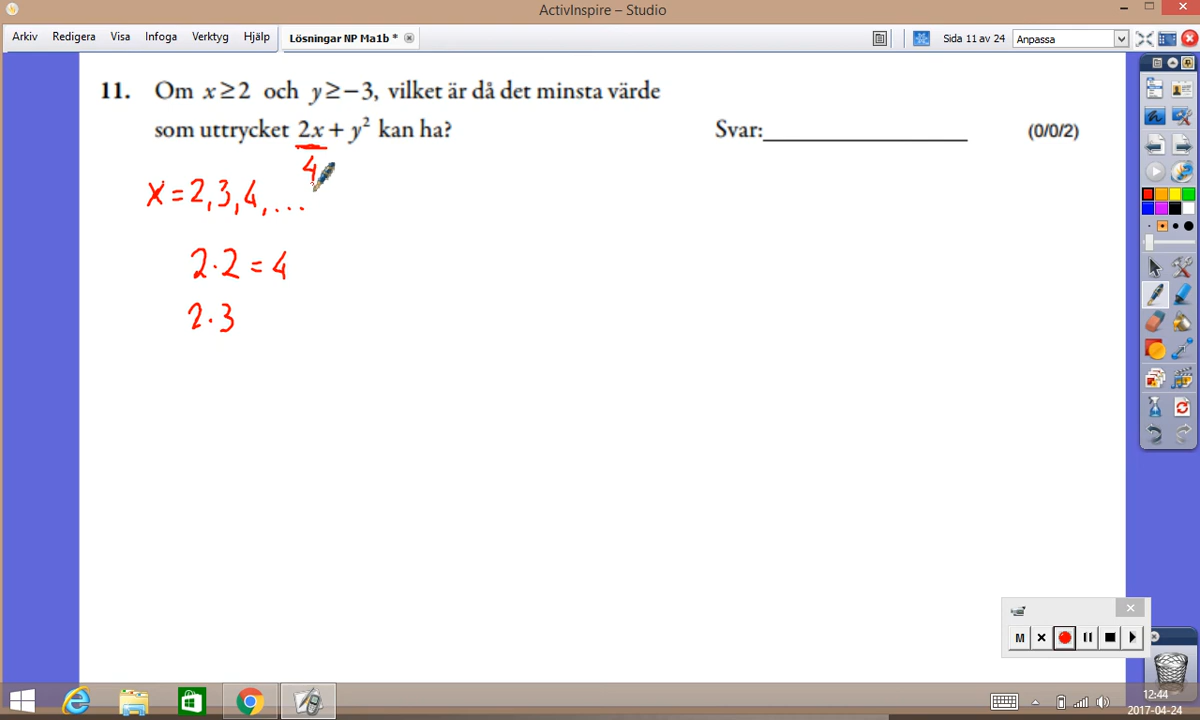 ActivInspire – Studio
Arkiv Redigera Visa Infoga Verktyg Hjälp Lösningar NP Ma1b * Sida 11 av 24 Anpassa
11. Om x≥2 och y≥−3, vilket är då det minsta värde
som uttrycket 2x + y² kan ha? Svar:__________________ (0/0/2)
4
x = 2, 3, 4, ...
2·2 = 4
2·3
M
12:44
2017-04-24